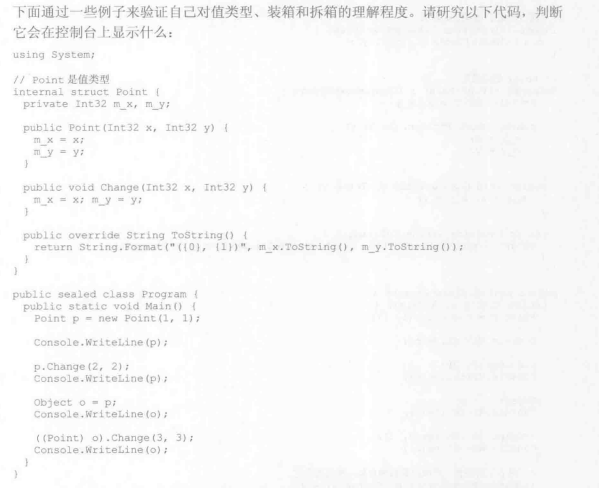 下面通过一些例子来验证自己对值类型、装箱和拆箱的理解程度。请研究以下代码，判断
它会在控制台上显示什么：
using System;
// Point 是值类型
internal struct Point {
private Int32 m_x, m_y;
public Point(Int32 x, Int32 y) {
m_x = x;
m_y = y;
}
public void Change(Int32 x, Int32 y) {
m_x = x; m_y = y;
}
public override String ToString() {
return String.Format("({0}, {1})", m_x.ToString(), m_y.ToString());
}
}
public sealed class Program {
public static void Main() {
Point p = new Point(1, 1);
Console.WriteLine(p);
p.Change(2, 2);
Console.WriteLine(p);
Object o = p;
Console.WriteLine(o);
((Point) o).Change(3, 3);
Console.WriteLine(o);
}
}